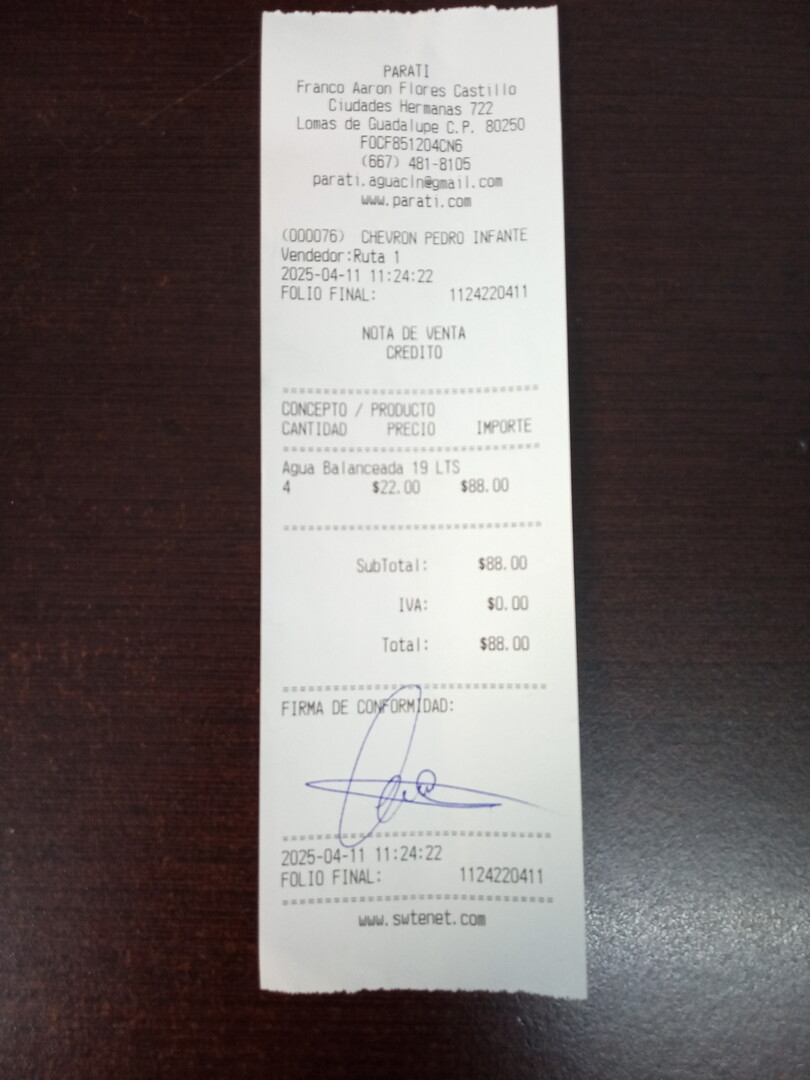 PARATI
Franco Aaron Flores Castillo
Ciudades Hermanas 722
Lomas de Guadalupe C.P. 80250
FOCF851204CN6
(667) 481-8105
parati.aguacln@gmail.com
www.parati.com
(000076) CHEVRON PEDRO INFANTE
Vendedor:Ruta 1
2025-04-11 11:24:22
FOLIO FINAL: 1124220411
NOTA DE VENTA
CREDITO
CONCEPTO / PRODUCTO
CANTIDAD PRECIO IMPORTE
Agua Balanceada 19 LTS
4 $22.00 $88.00
SubTotal: $88.00
IVA: $0.00
Total: $88.00
FIRMA DE CONFORMIDAD:
2025-04-11 11:24:22
FOLIO FINAL: 1124220411
www.swtenet.com